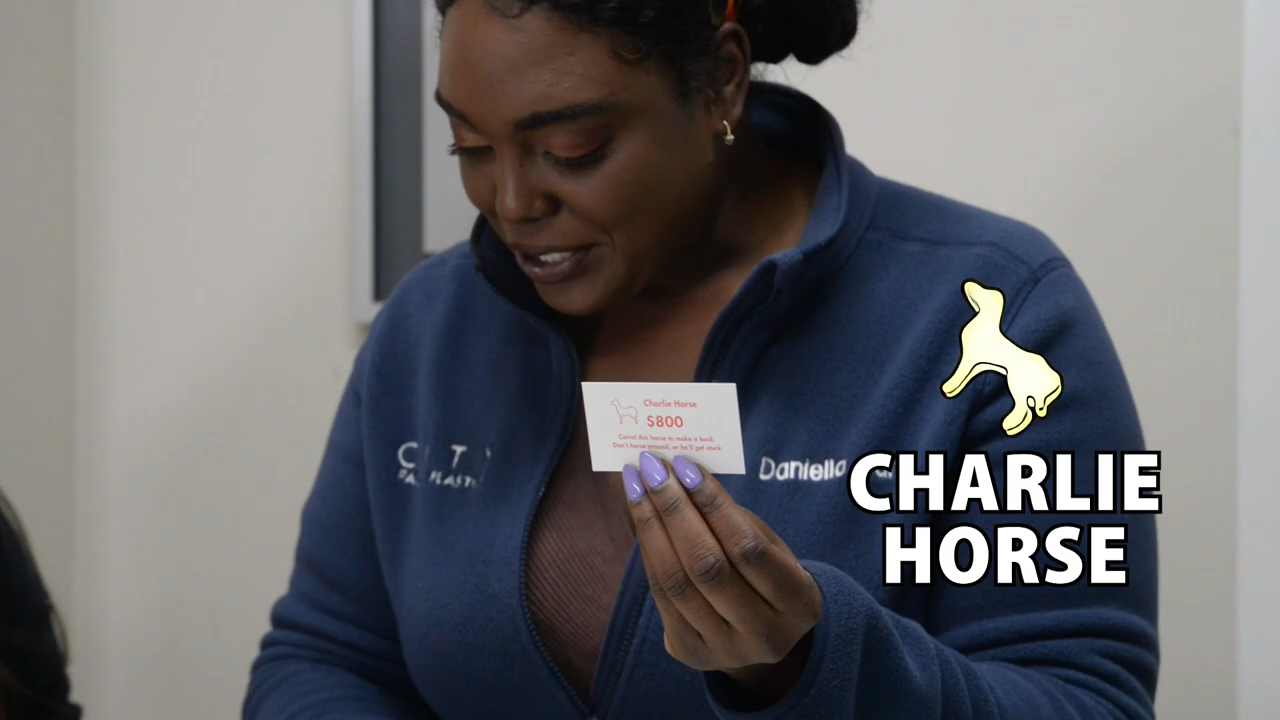 Charlie Horse
$800
Corral this horse to make a buck.
Don't horse around, or he'll get stuck.
Daniella
CHARLIE
HORSE